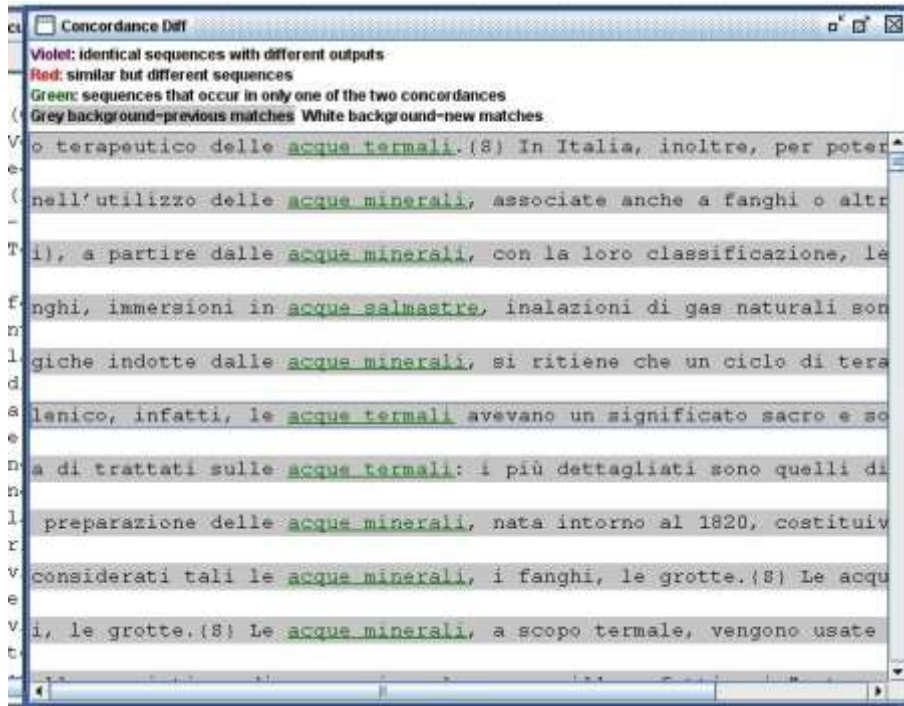 Concordance Diff
Violet: identical sequences with different outputs
Red: similar but different sequences
Green: sequences that occur in only one of the two concordances
Grey background=previous matches White background=new matches
o terapeutico delle acque termali.{S} In Italia, inoltre, per poter
nell'utilizzo delle acque minerali, associate anche a fanghi o altr
i), a partire dalle acque minerali, con la loro classificazione, le
nghi, immersioni in acque salmastre, inalazioni di gas naturali son
giche indotte dalle acque minerali, si ritiene che un ciclo di tera
lenico, infatti, le acque termali avevano un significato sacro e so
a di trattati sulle acque termali: i più dettagliati sono quelli di
preparazione delle acque minerali, nata intorno al 1820, costituiv
considerati tali le acque minerali, i fanghi, le grotte.{S} Le acqu
i, le grotte.{S} Le acque minerali, a scopo termale, vengono usate